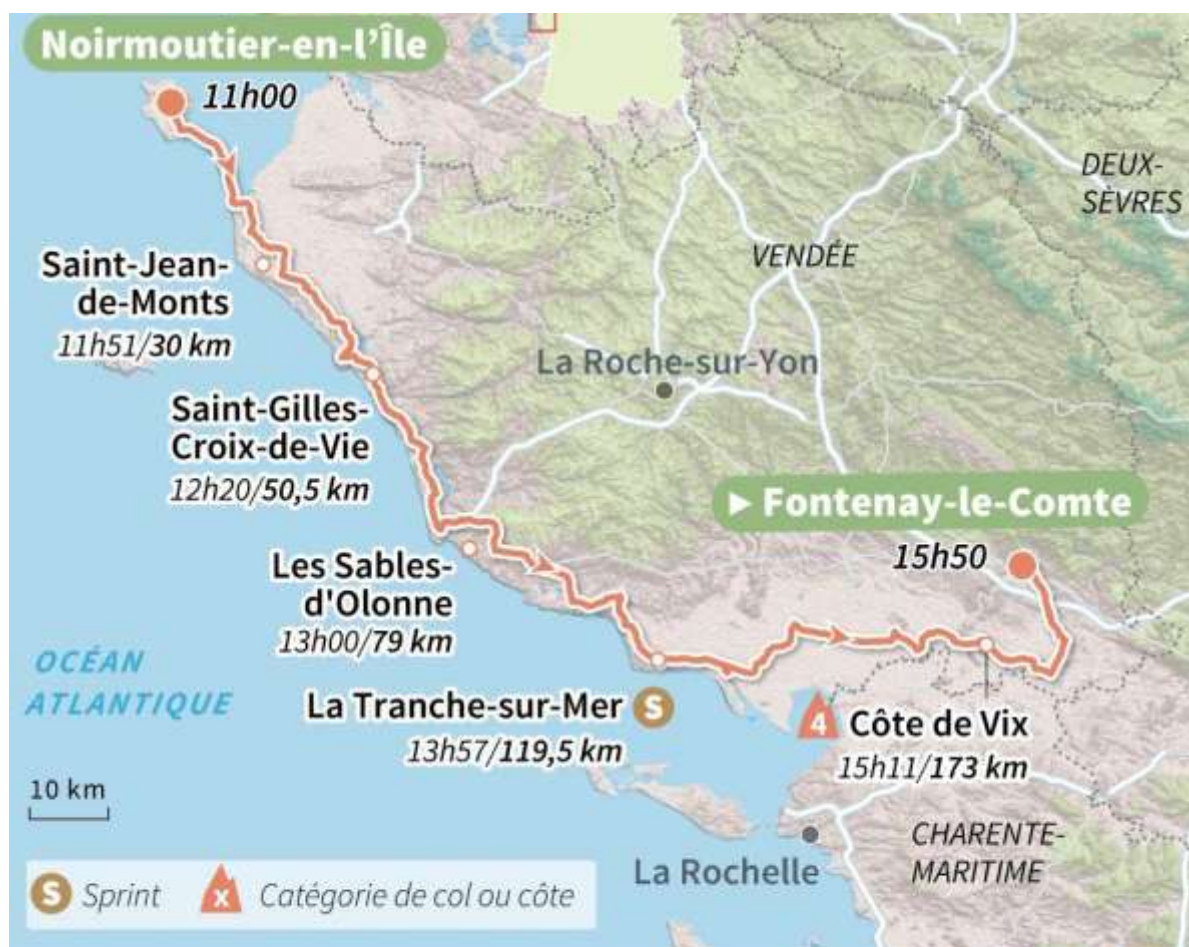 Noirmoutier-en-l'Île
11h00
DEUX-
SÈVRES
VENDÉE
Saint-Jean-
de-Monts
11h51/30 km
La Roche-sur-Yon
Saint-Gilles-
Croix-de-Vie
12h20/50,5 km
► Fontenay-le-Comte
15h50
Les Sables-
d'Olonne
13h00/79 km
OCÉAN
ATLANTIQUE
La Tranche-sur-Mer S
13h57/119,5 km
4 Côte de Vix
15h11/173 km
10 km
CHARENTE-
MARITIME
La Rochelle
S Sprint x Catégorie de col ou côte